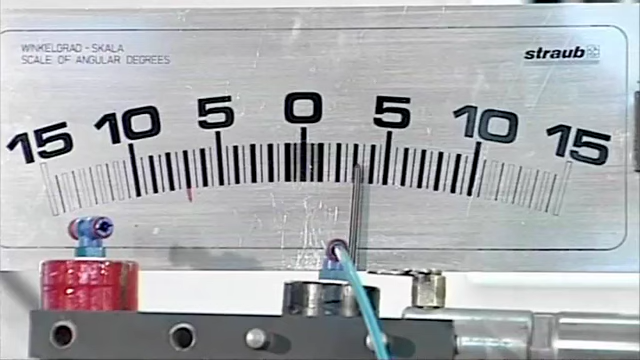 WINKELGRAD - SKALA
SCALE OF ANGULAR DEGREES
straub
15 10 5 0 5 10 15